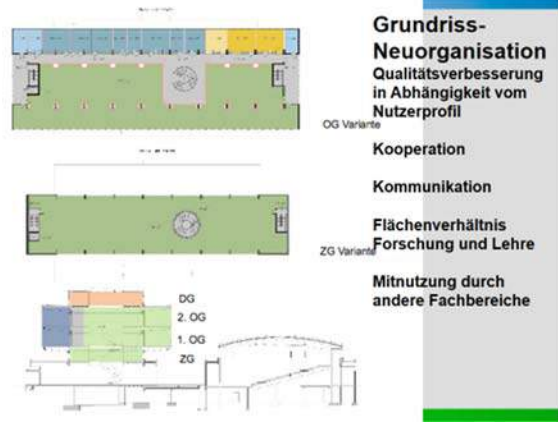 Grundriss-
Neuorganisation
Qualitätsverbesserung
in Abhängigkeit vom
Nutzerprofil
Kooperation
Kommunikation
Flächenverhältnis
Forschung und Lehre
Mitnutzung durch
andere Fachbereiche
OG Variante
ZG Variante
DG
2. OG
1. OG
ZG